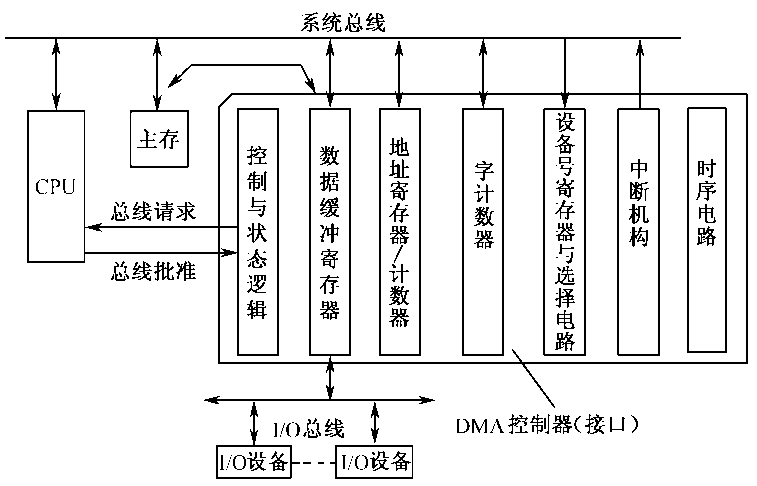 系统总线
主存
CPU
总线请求
总线批准
控制与状态逻辑
数据缓冲寄存器
地址寄存器/计数器
字计数器
设备号寄存器与选择电路
中断机构
时序电路
I/O总线
DMA控制器(接口)
I/O设备
I/O设备